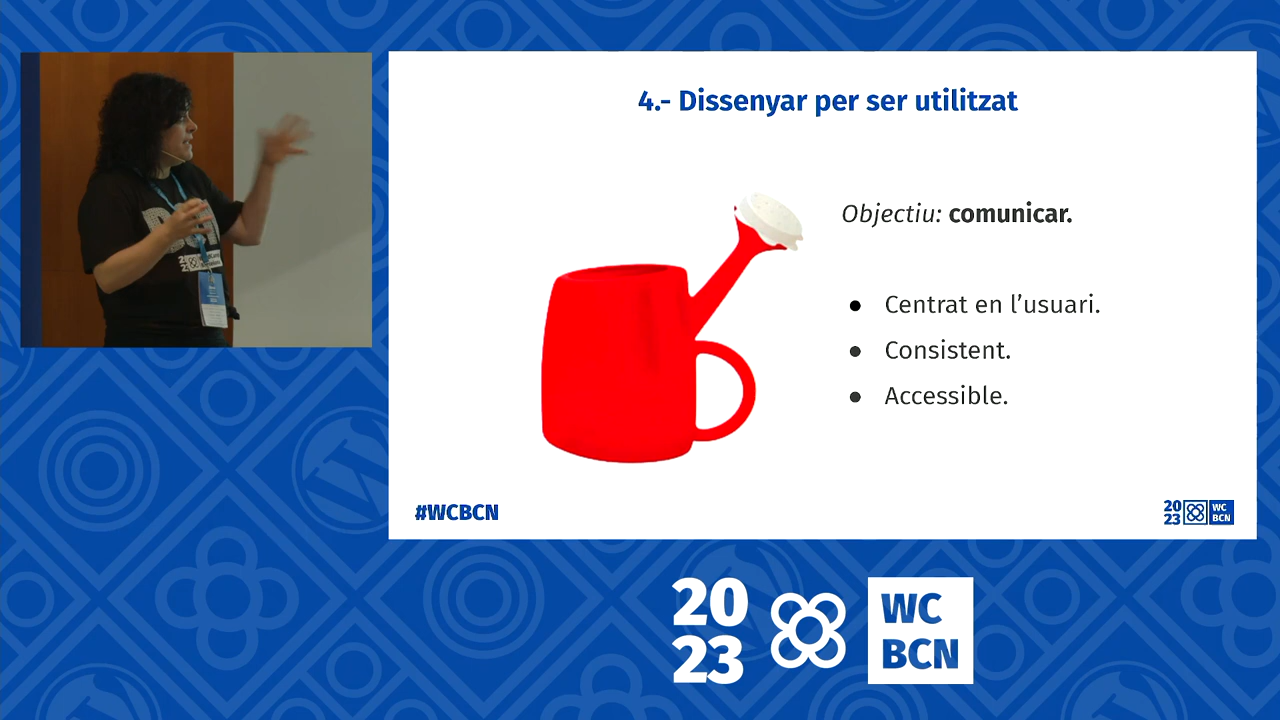 4.- Dissenyar per ser utilitzat
Objectiu: comunicar.
● Centrat en l’usuari.
● Consistent.
● Accessible.
#WCBCN
20
23
WC
BCN
20
23
WC
BCN